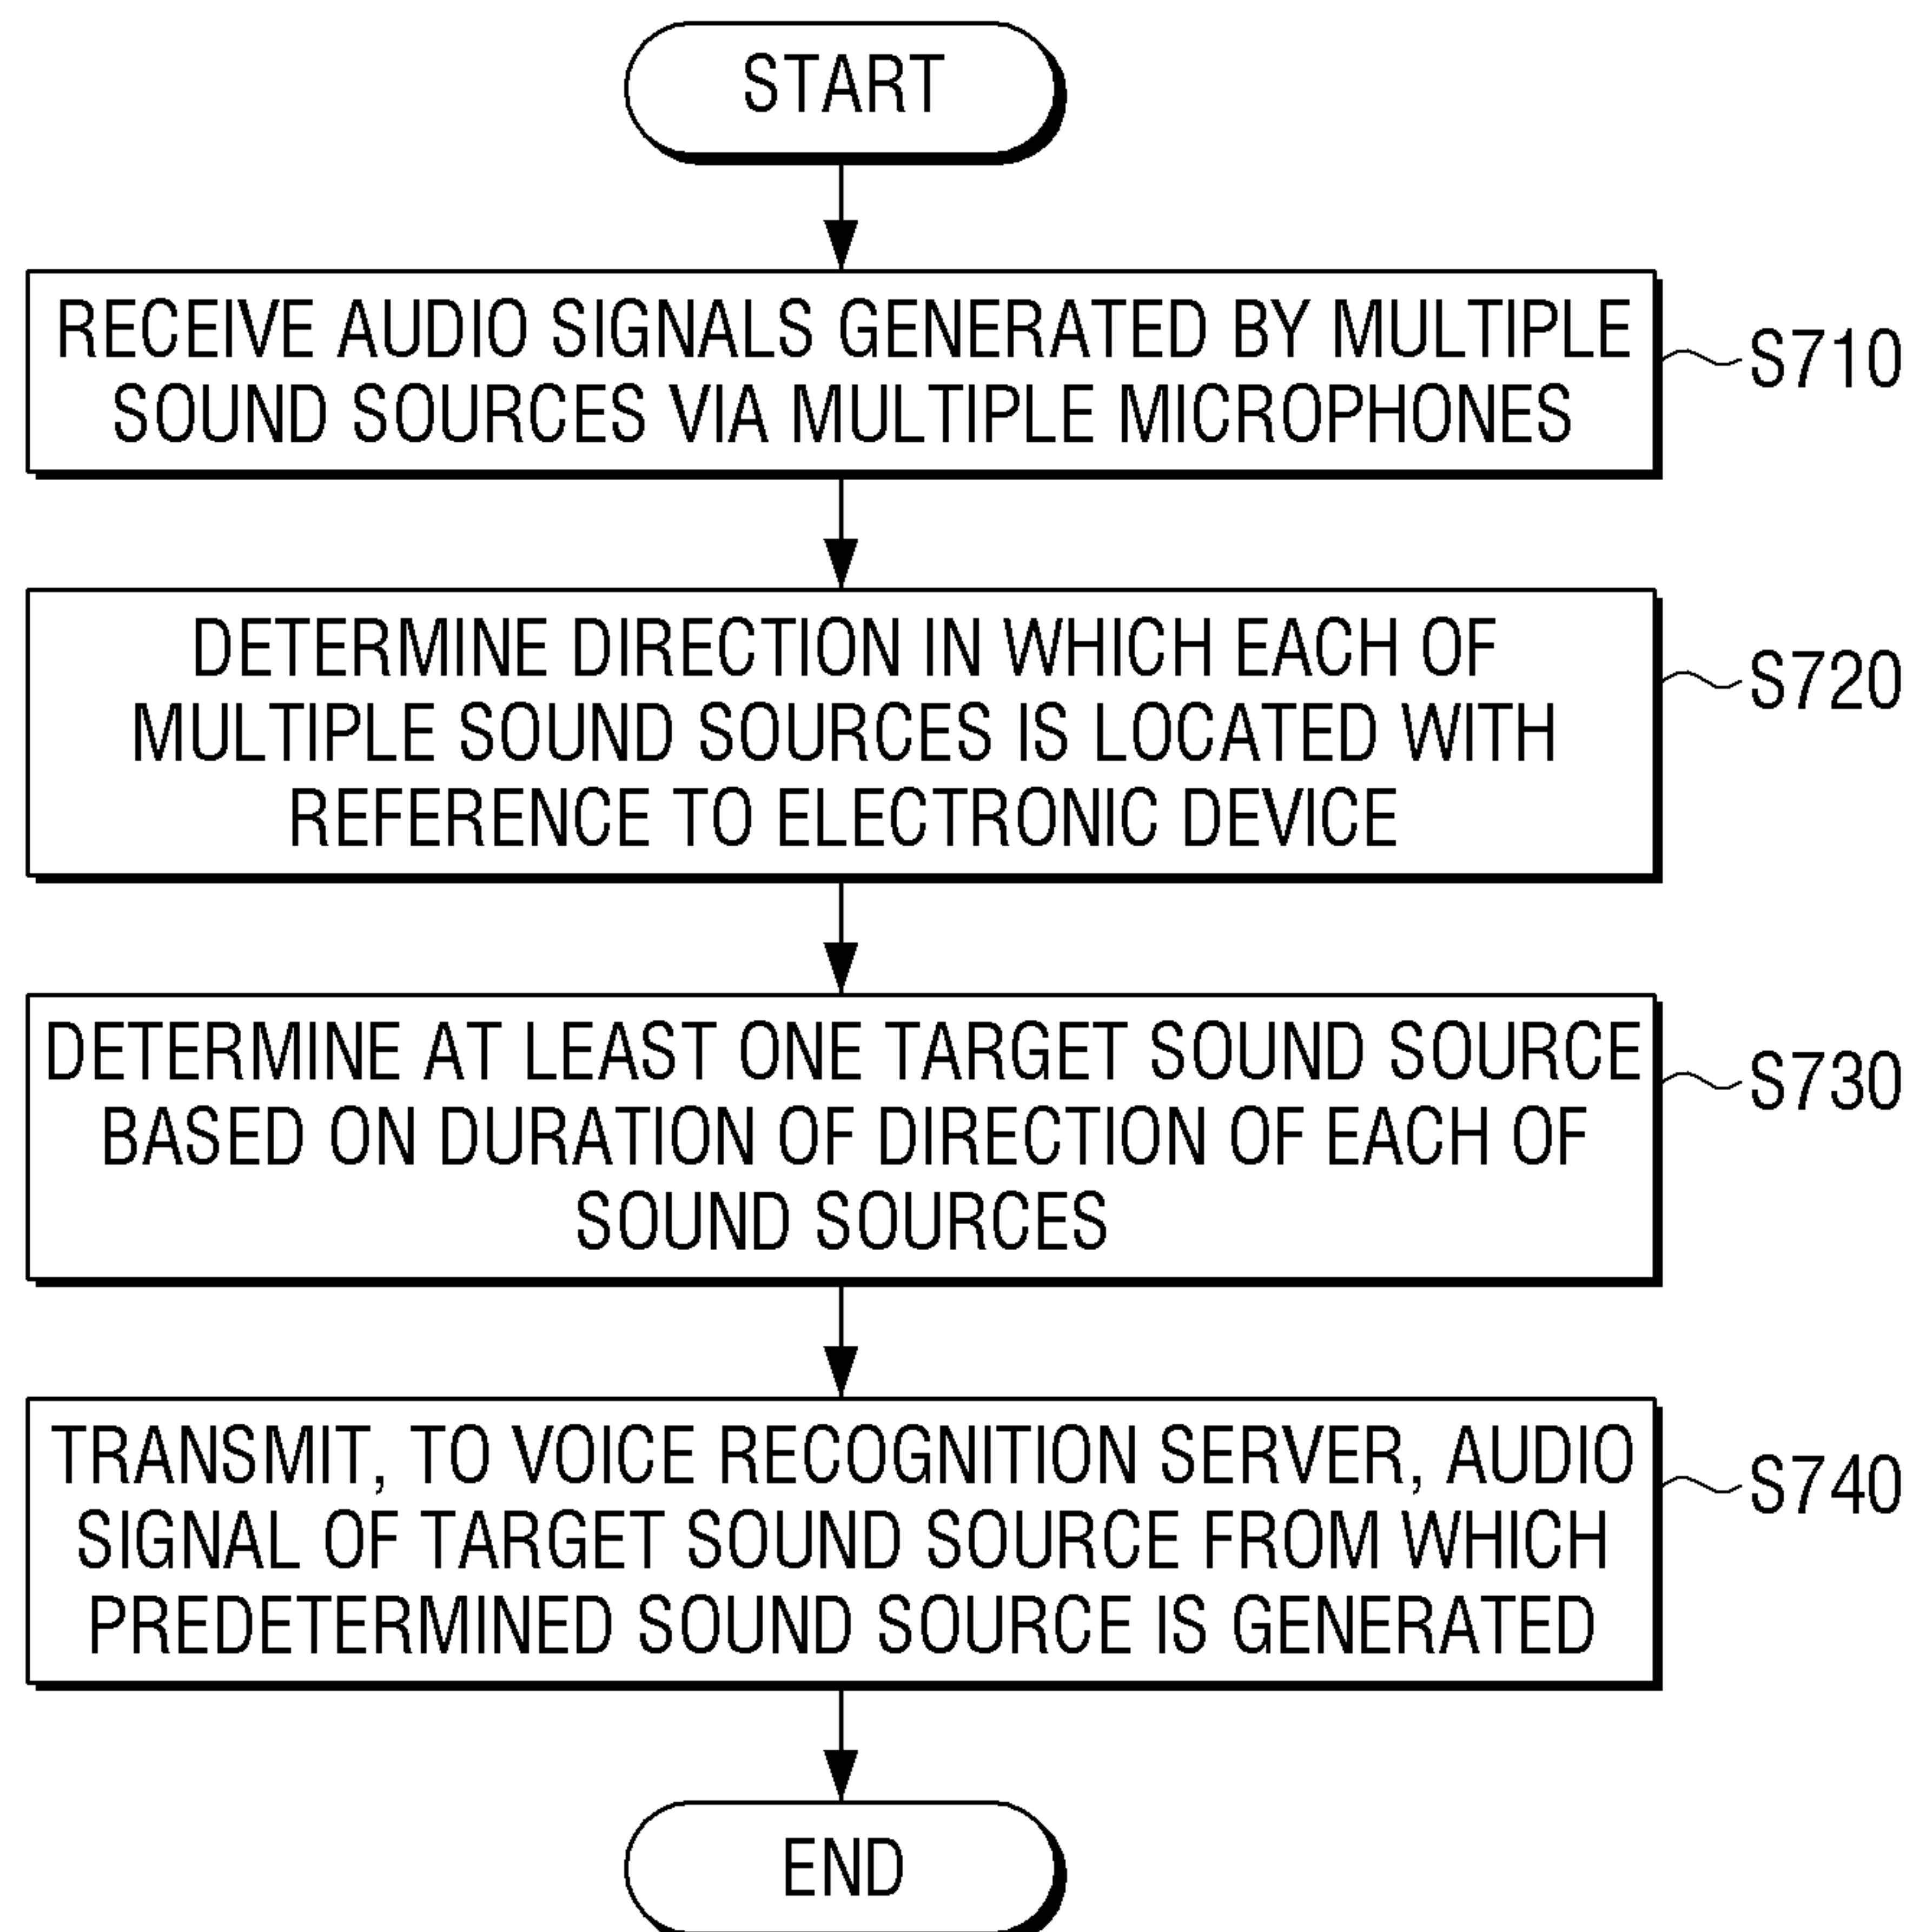 START
RECEIVE AUDIO SIGNALS GENERATED BY MULTIPLE
SOUND SOURCES VIA MULTIPLE MICROPHONES
S710
DETERMINE DIRECTION IN WHICH EACH OF
MULTIPLE SOUND SOURCES IS LOCATED WITH
REFERENCE TO ELECTRONIC DEVICE
S720
DETERMINE AT LEAST ONE TARGET SOUND SOURCE
BASED ON DURATION OF DIRECTION OF EACH OF
SOUND SOURCES
S730
TRANSMIT, TO VOICE RECOGNITION SERVER, AUDIO
SIGNAL OF TARGET SOUND SOURCE FROM WHICH
PREDETERMINED SOUND SOURCE IS GENERATED
S740
END